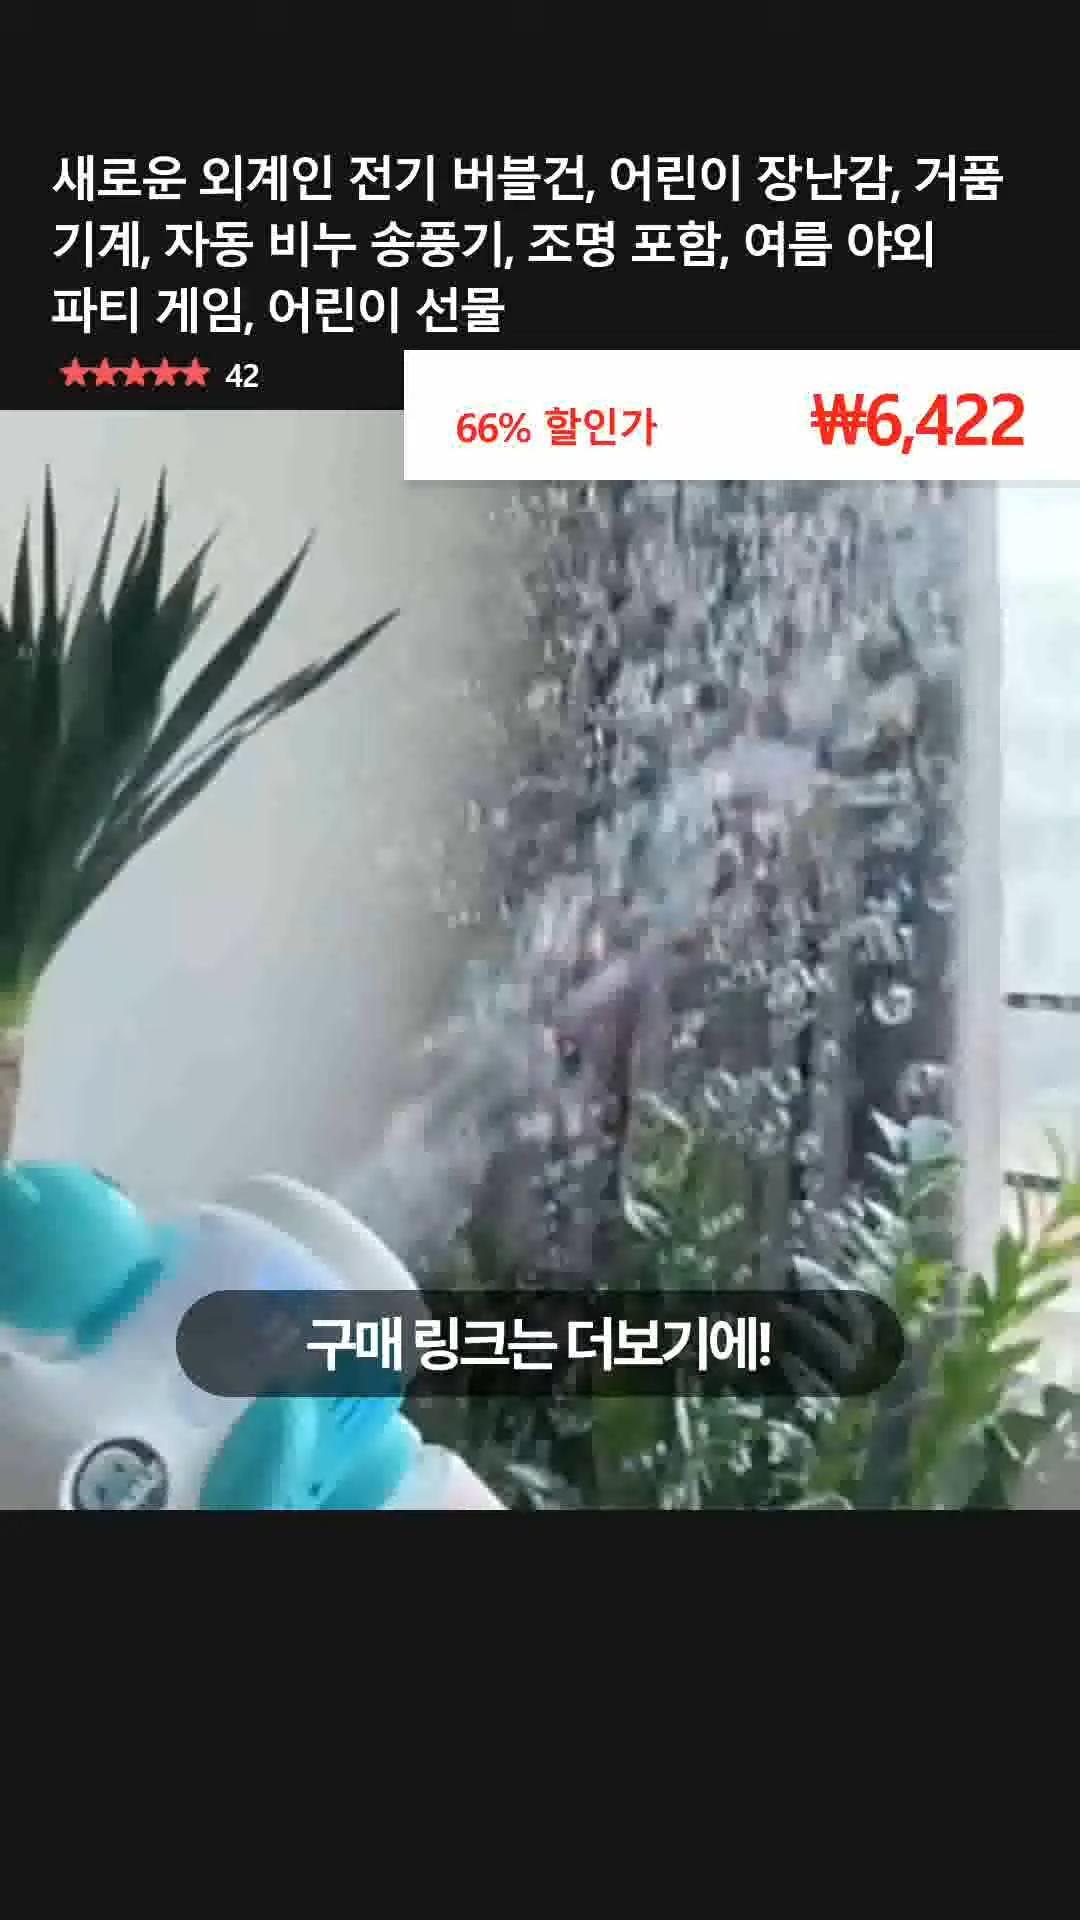 새로운 외계인 전기 버블건, 어린이 장난감, 거품
기계, 자동 비누 송풍기, 조명 포함, 여름 야외
파티 게임, 어린이 선물
★★★★★ 42
66% 할인가 ₩6,422
구매 링크는 더보기에!